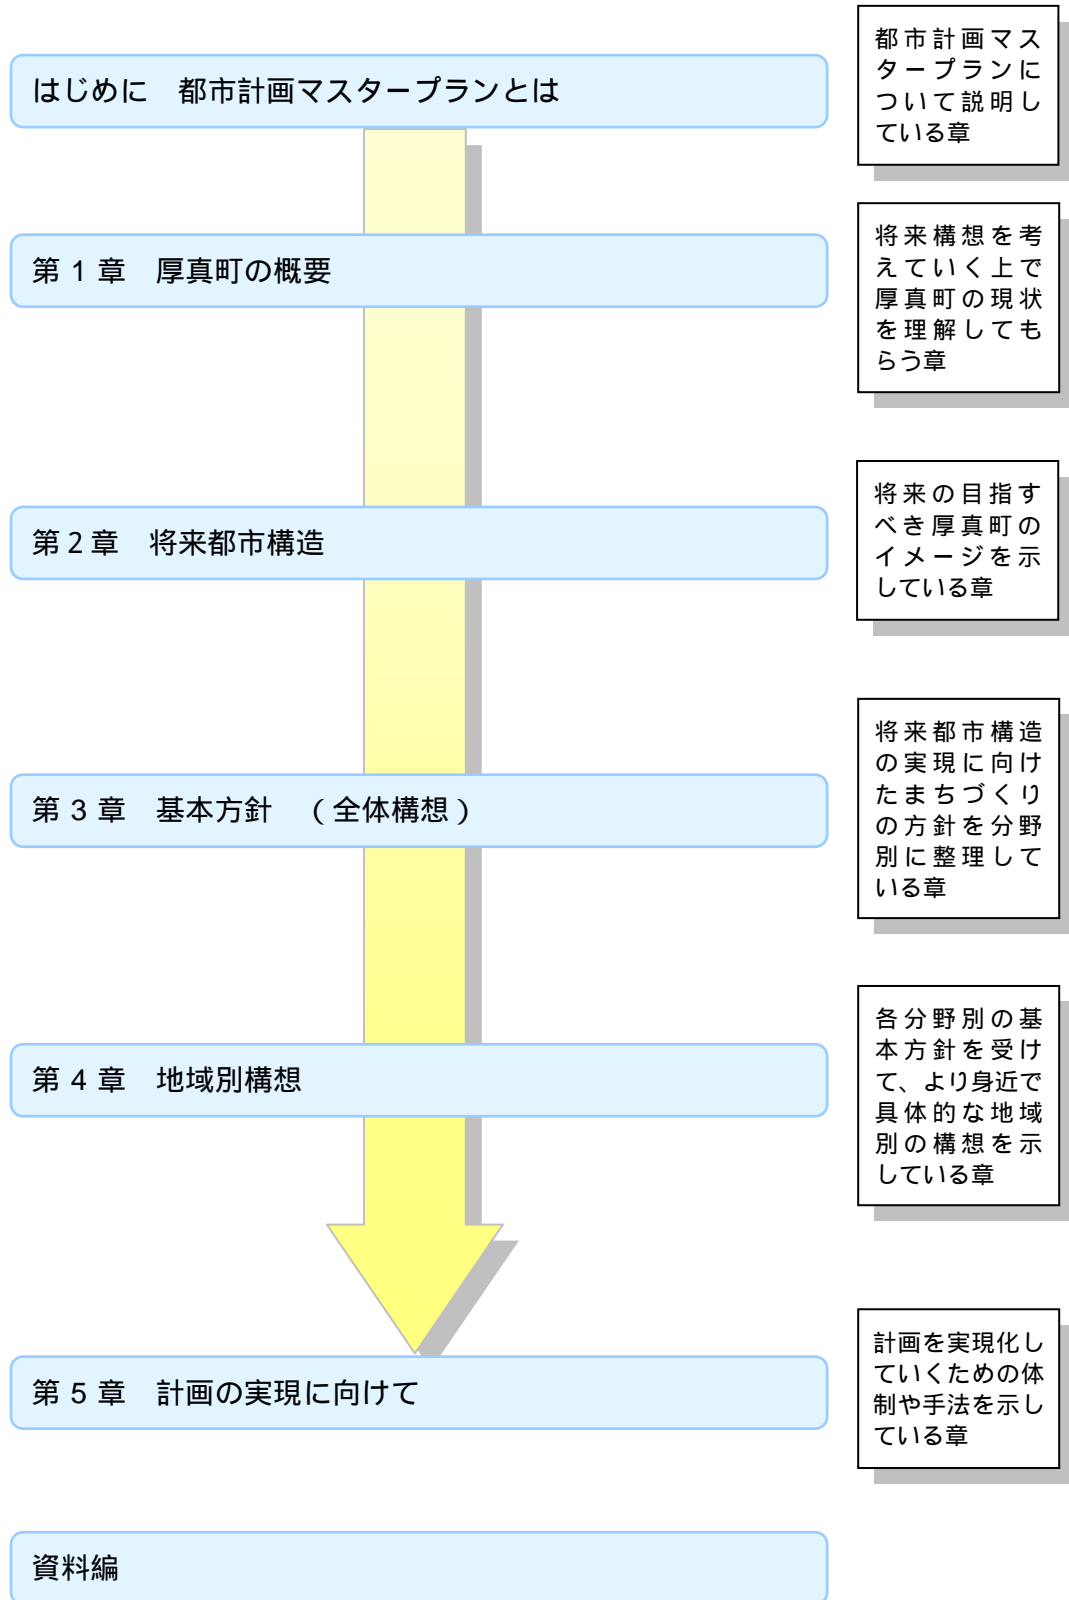 はじめに　都市計画マスタープランとは
都市計画マス
タープランに
ついて説明し
ている章
第 1 章　厚真町の概要
将来構想を考
えていく上で
厚真町の現状
を理解しても
らう章
第 2 章　将来都市構造
将来の目指す
べき厚真町の
イメージを示
している章
第 3 章　基本方針　（全体構想）
将来都市構造
の実現に向け
たまちづくり
の方針を分野
別に整理して
いる章
第 4 章　地域別構想
各分野別の基
本方針を受け
て、より身近で
具体的な地域
別の構想を示
している章
第 5 章　計画の実現に向けて
計画を実現化し
ていくための体
制や手法を示し
ている章
資料編